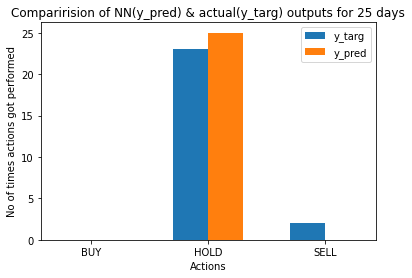 Comparirision of NN(y_pred) & actual(y_targ) outputs for 25 days
y_targ
y_pred
No of times actions got performed
25
20
15
10
5
0
BUY
HOLD
SELL
Actions